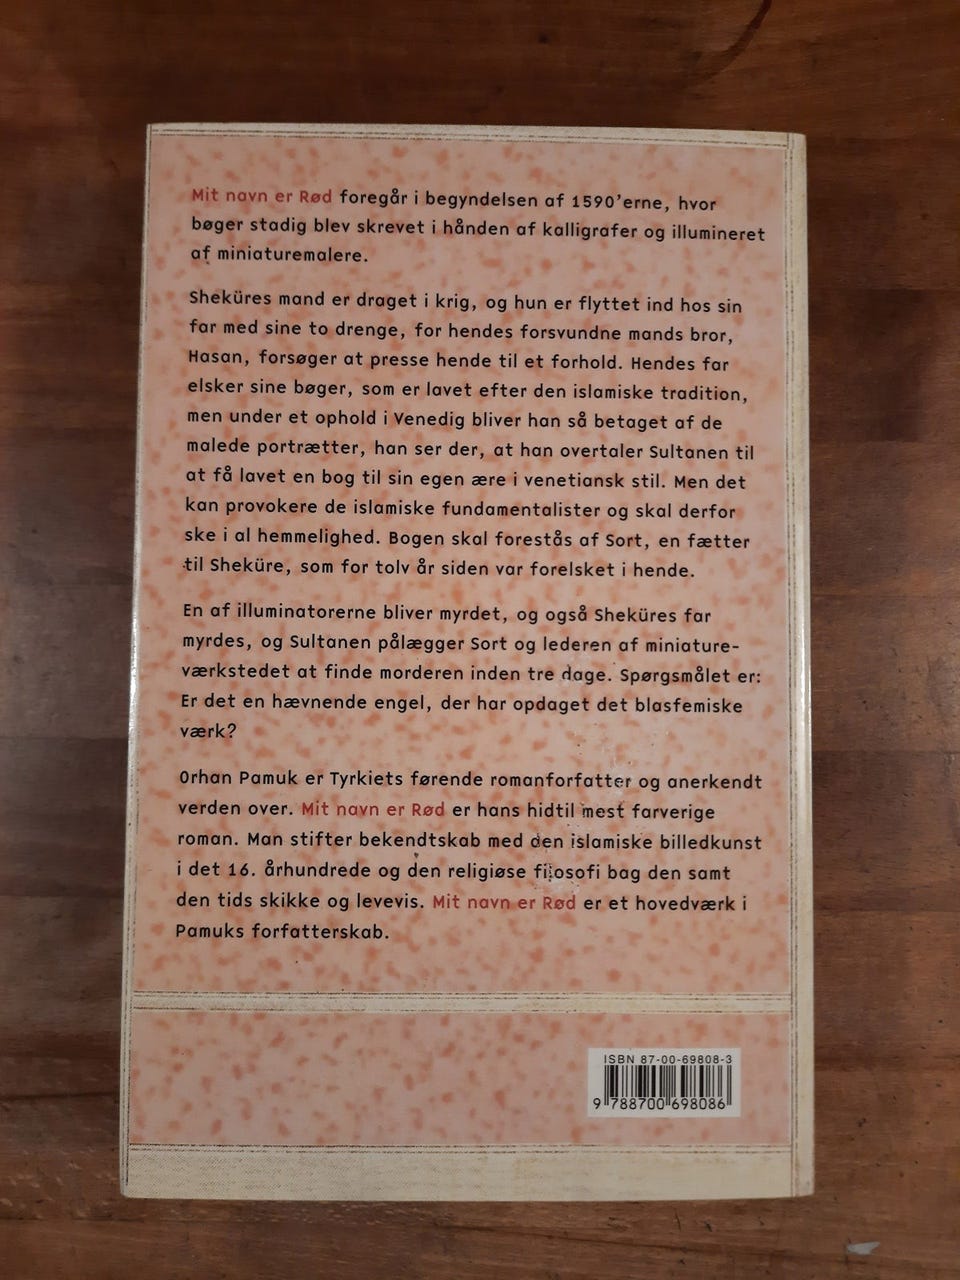 Mit navn er Rød foregår i begyndelsen af 1590'erne, hvor
bøger stadig blev skrevet i hånden af kalligrafer og illumineret
af miniaturemalere.
Sheküres mand er draget i krig, og hun er flyttet ind hos sin
far med sine to drenge, for hendes forsvundne mands bror,
Hasan, forsøger at presse hende til et forhold. Hendes far
elsker sine bøger, som er lavet efter den islamiske tradition,
men under et ophold i Venedig bliver han så betaget af de
malede portrætter, han ser der, at han overtaler Sultanen til
at få lavet en bog til sin egen ære i venetiansk stil. Men det
kan provokere de islamiske fundamentalister og skal derfor
ske i al hemmelighed. Bogen skal forestås af Sort, en fætter
til Sheküre, som for tolv år siden var forelsket i hende.
En af illuminatorerne bliver myrdet, og også Sheküres far
myrdes, og Sultanen pålægger Sort og lederen af miniature-
værkstedet at finde morderen inden tre dage. Spørgsmålet er:
Er det en hævnende engel, der har opdaget det blasfemiske
værk?
Orhan Pamuk er Tyrkiets førende romanforfatter og anerkendt
verden over. Mit navn er Rød er hans hidtil mest farverige
roman. Man stifter bekendtskab med den islamiske billedkunst
i det 16. århundrede og den religiøse filosofi bag den samt
den tids skikke og levevis. Mit navn er Rød er et hovedværk i
Pamuks forfatterskab.
ISBN 87-00-69808-3
9 788700 698086